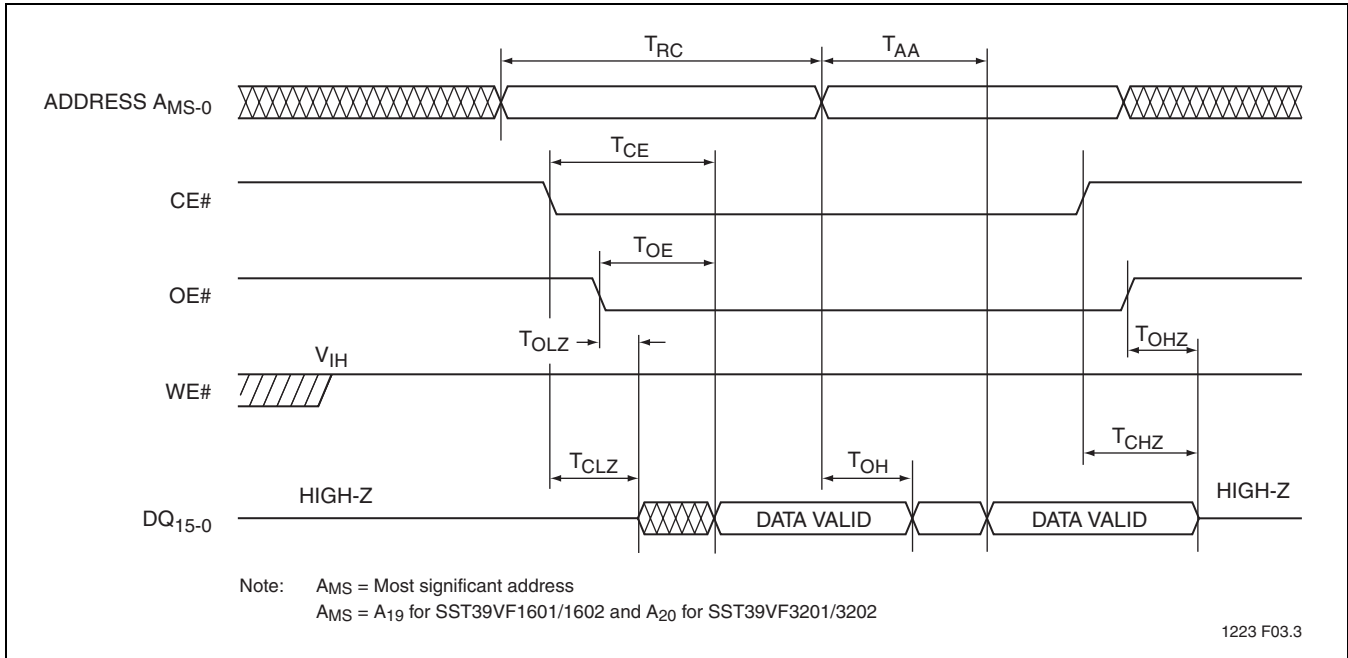 TRC TAA
ADDRESS AMS-0
TCE
CE#
TOE
OE#
TOLZ TOHZ
VIH
WE#
TCLZ TOH TCHZ
HIGH-Z HIGH-Z
DQ15-0 DATA VALID DATA VALID
Note: AMS = Most significant address
AMS = A19 for SST39VF1601/1602 and A20 for SST39VF3201/3202
1223 F03.3